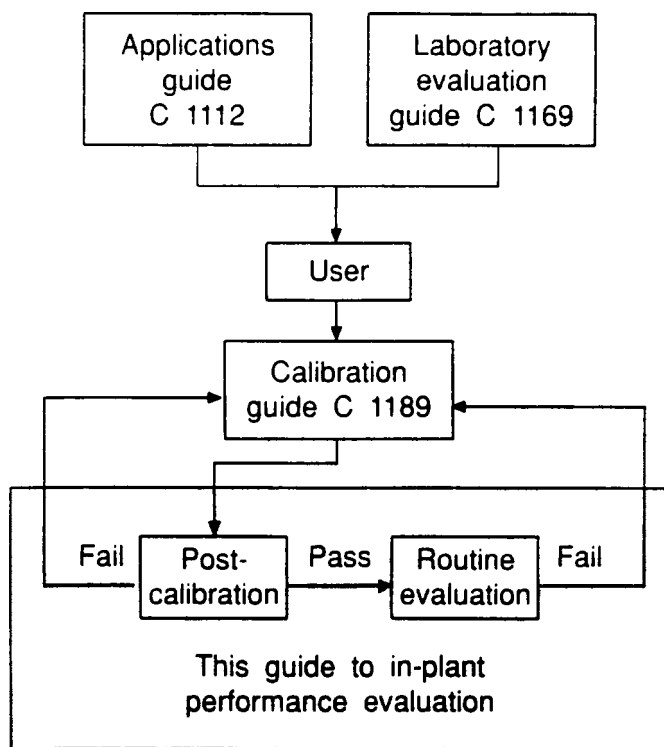 Applications
guide
C 1112
Laboratory
evaluation
guide C 1169
User
Calibration
guide C 1189
Fail
Post-
calibration
Pass
Routine
evaluation
Fail
This guide to in-plant
performance evaluation